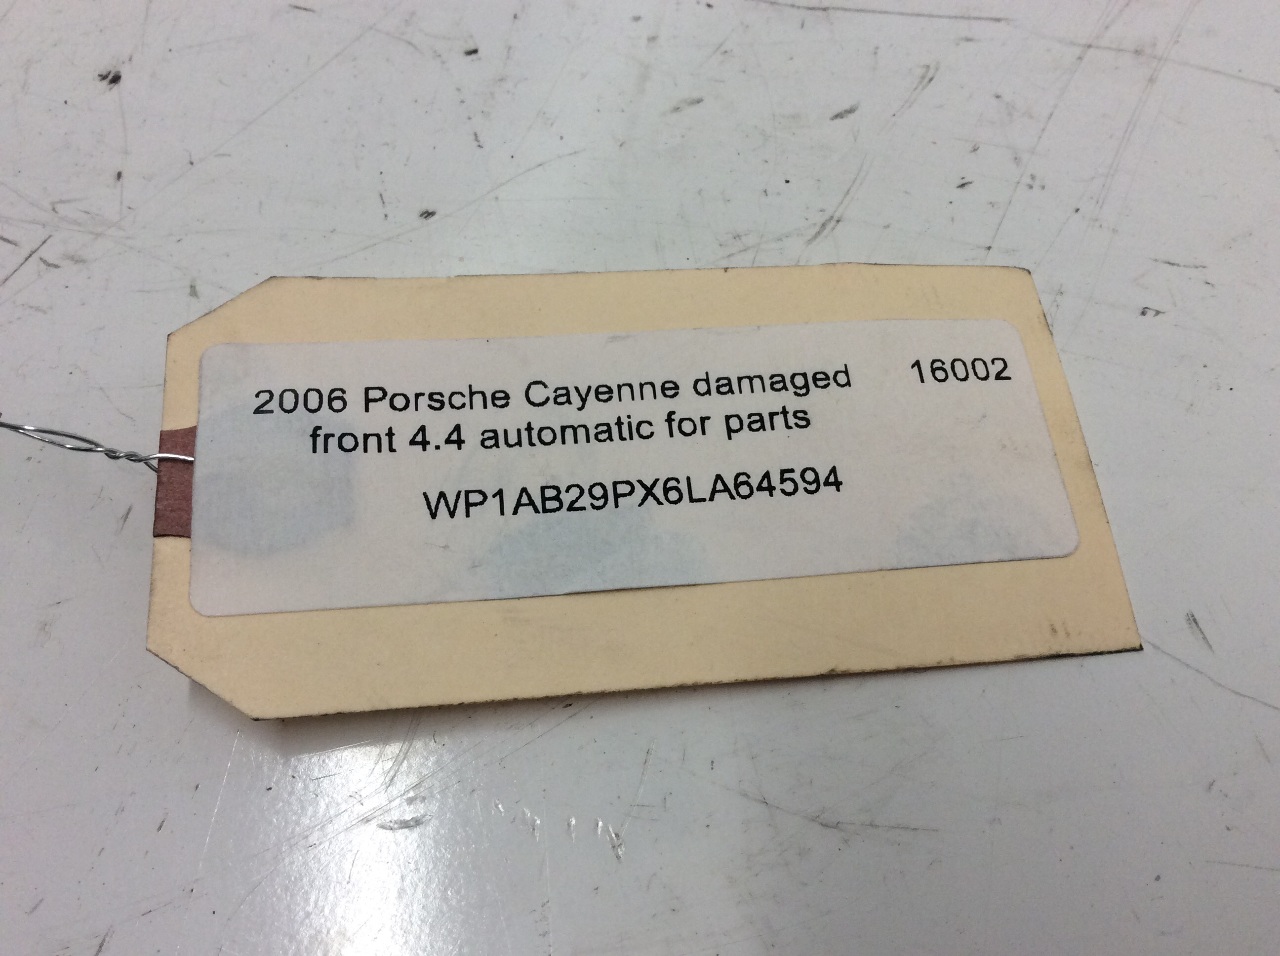 2006 Porsche Cayenne damaged 16002
front 4.4 automatic for parts
WP1AB29PX6LA64594